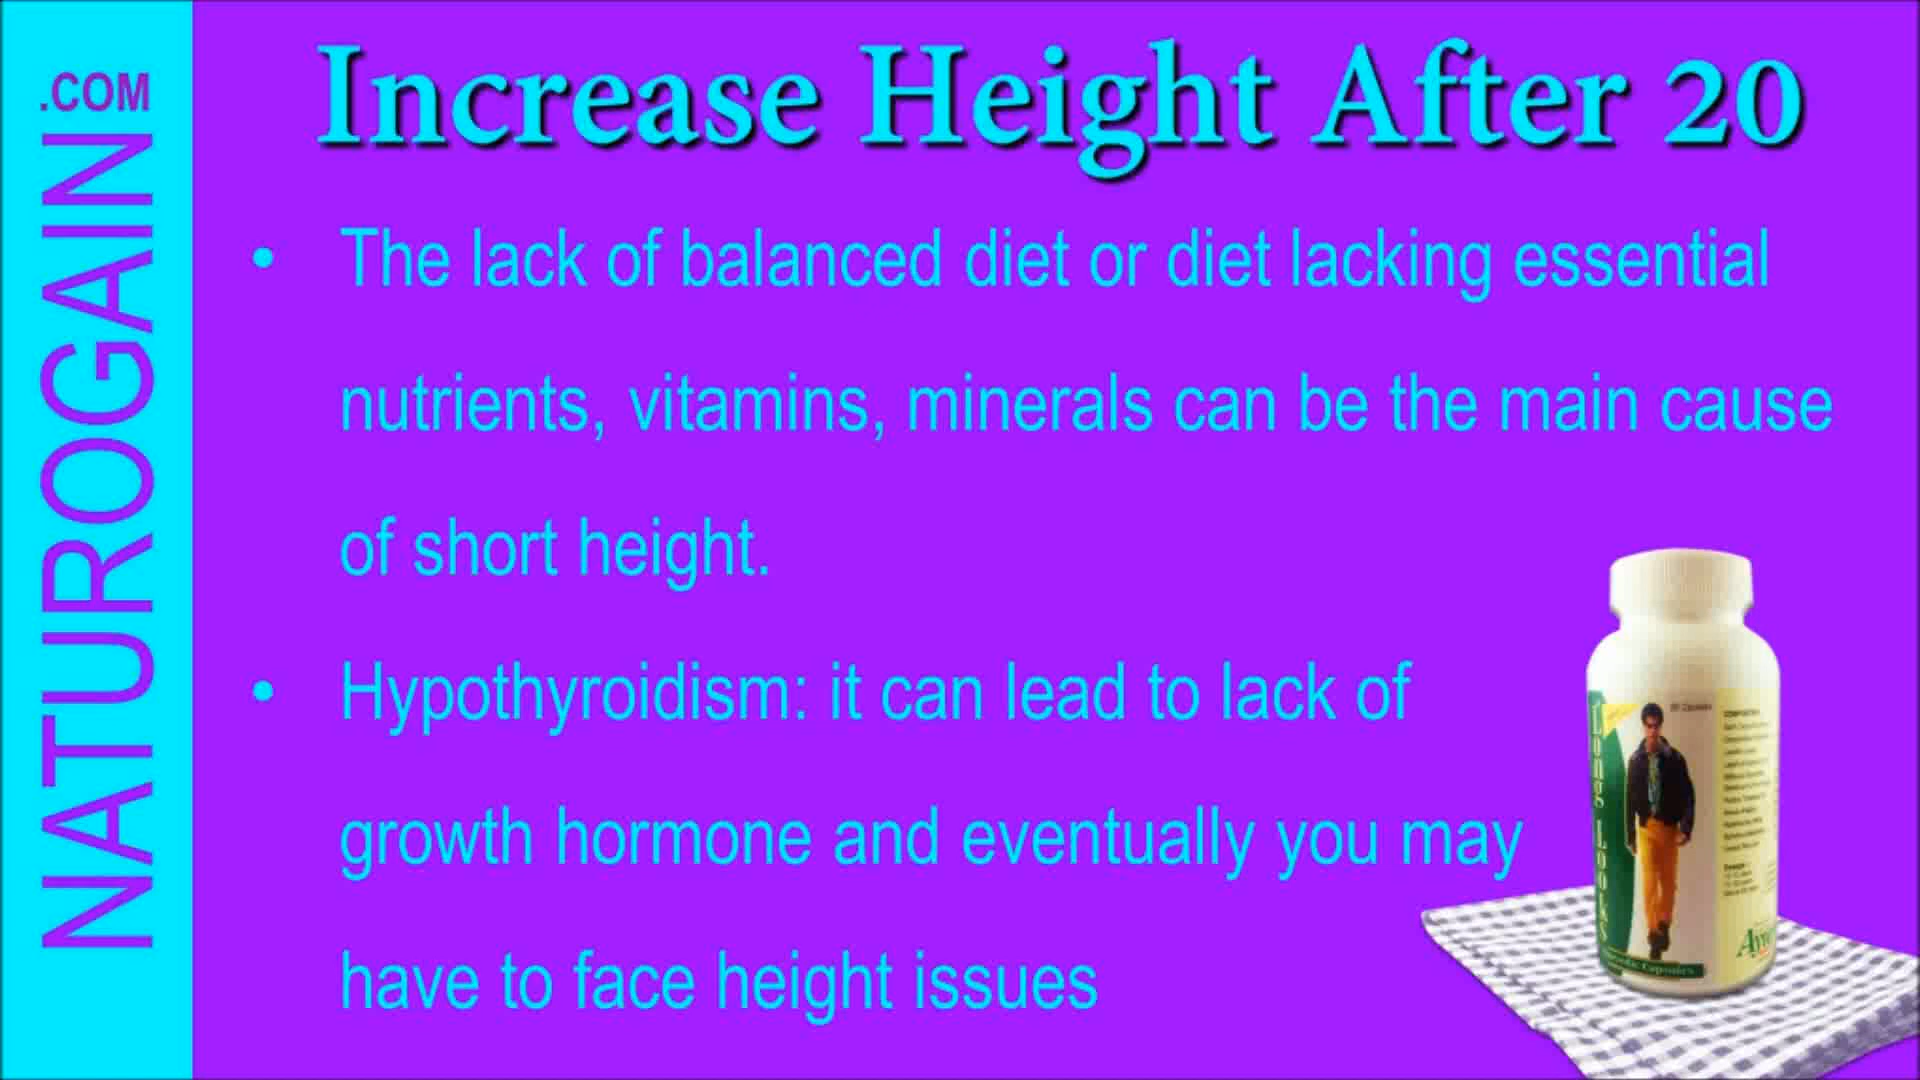 NATUROGAIN.COM
Increase Height After 20
• The lack of balanced diet or diet lacking essential
nutrients, vitamins, minerals can be the main cause
of short height.
• Hypothyroidism: it can lead to lack of
growth hormone and eventually you may
have to face height issues
Long Looks
Capsules